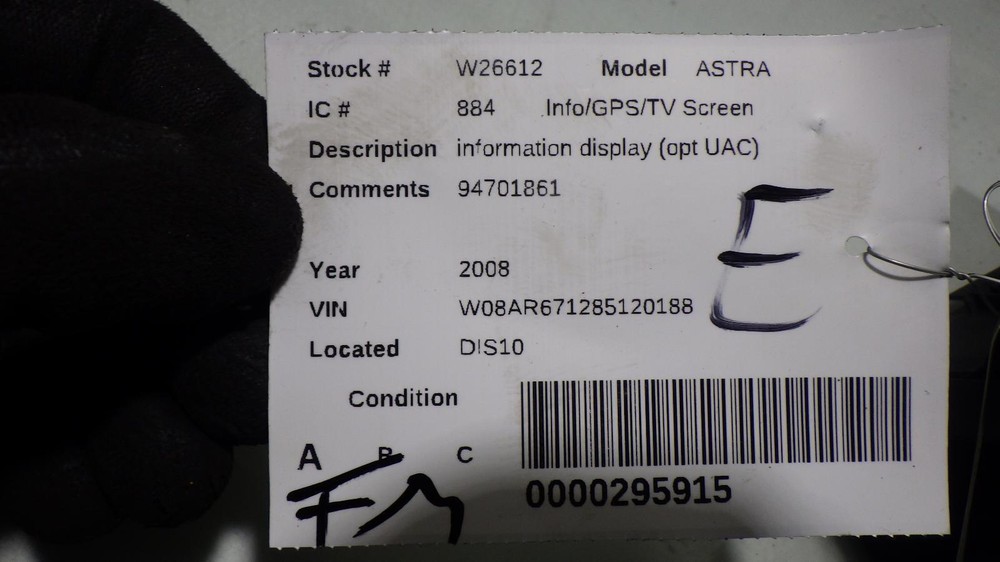 Stock # W26612 Model ASTRA
IC # 884 Info/GPS/TV Screen
Description information display (opt UAC)
Comments 94701861
E
Year 2008
VIN W08AR671285120188
Located DIS10
Condition
A B C
0000295915